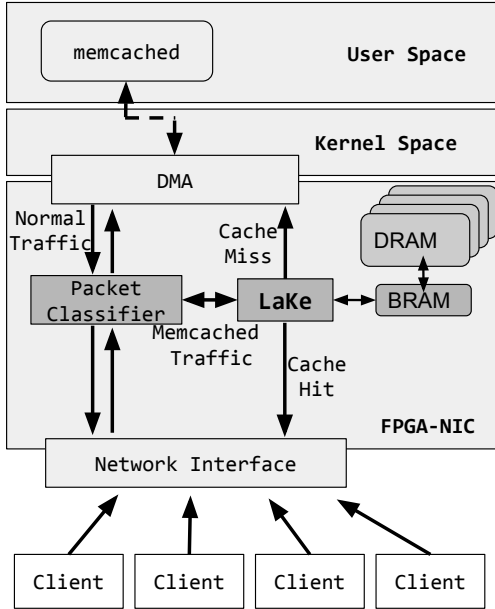 memcached
User Space
Kernel Space
DMA
Normal
Traffic
Cache
Miss
DRAM
Packet
Classifier
LaKe
BRAM
Memcached
Traffic
Cache
Hit
FPGA-NIC
Network Interface
Client
Client
Client
Client